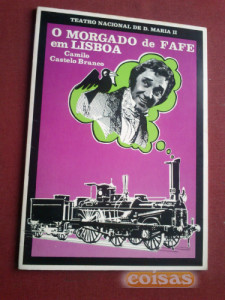 TEATRO NACIONAL DE D. MARIA II
O MORGADO de FAFE
em LISBOA
Camilo
Castelo Branco
coisas